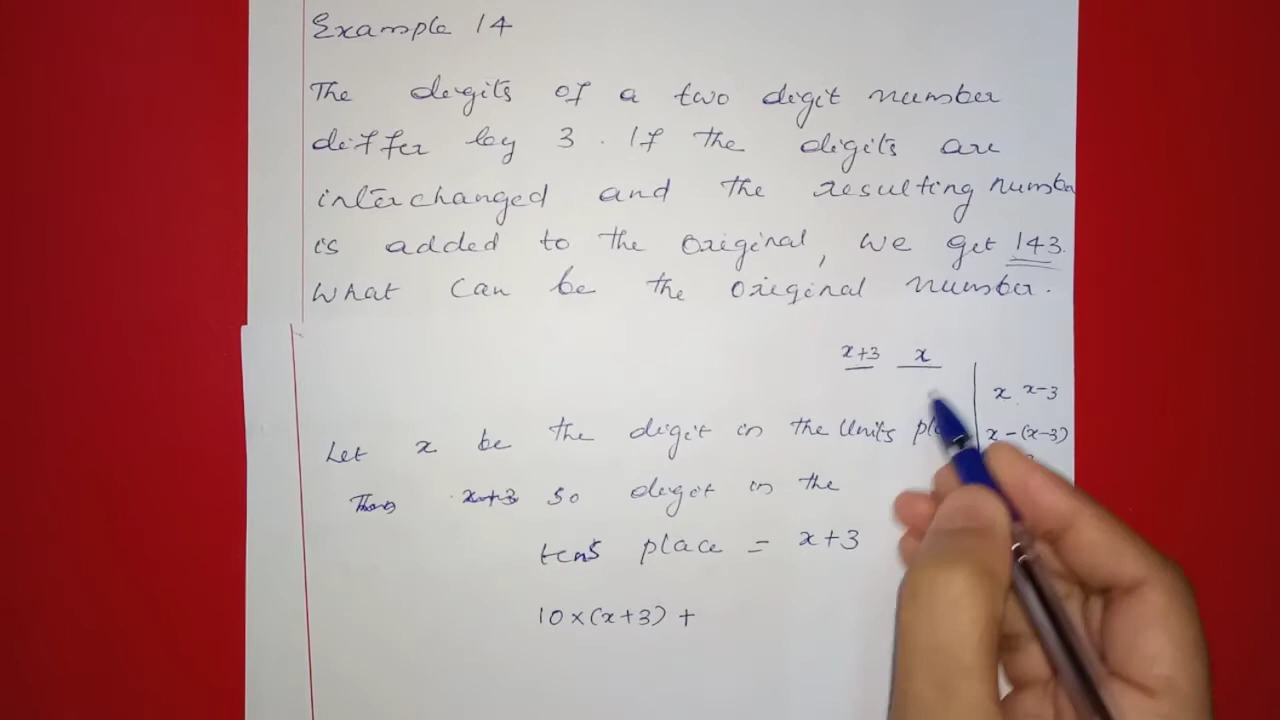 Example 14
The digits of a two digit number
differ by 3. If the digits are
interchanged and the resulting number
is added to the original, we get 143.
What can be the original number.
x+3 x
x x-3
Let x be the digit in the Units
x-(x-3)
x+3 so digit in the
tens place = x+3
10×(x+3) +